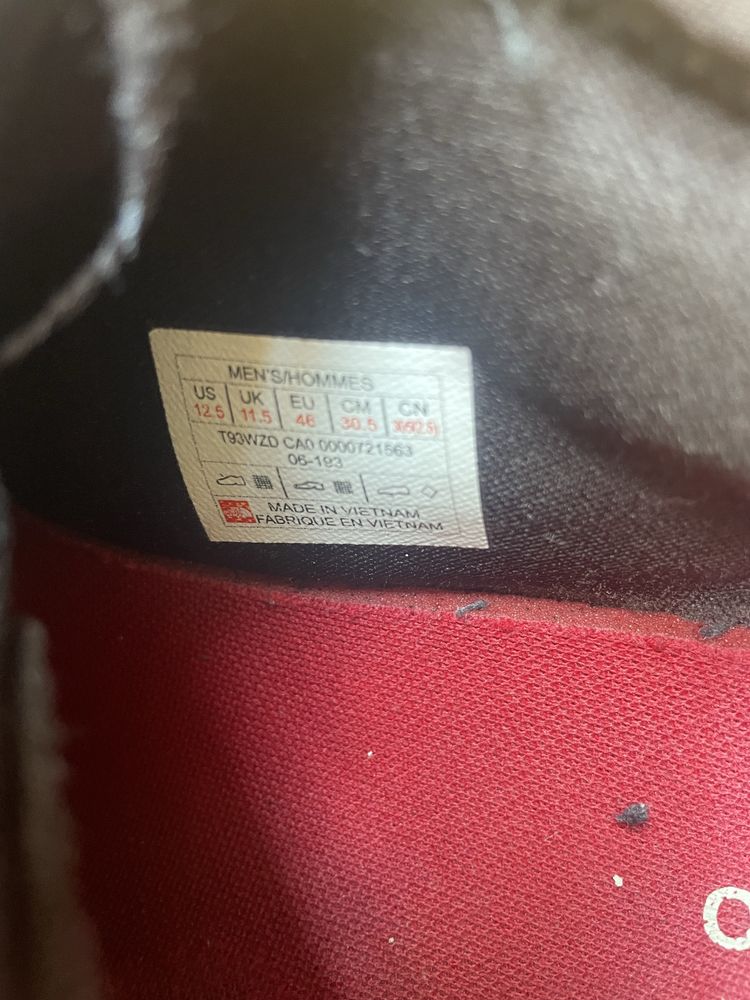 MEN'S/HOMMES
US UK EU CM CN
12.5 11.5 46 30.5
T93WZD CA0 0000721563
06-193
MADE IN VIETNAM
FABRIQUE EN VIETNAM